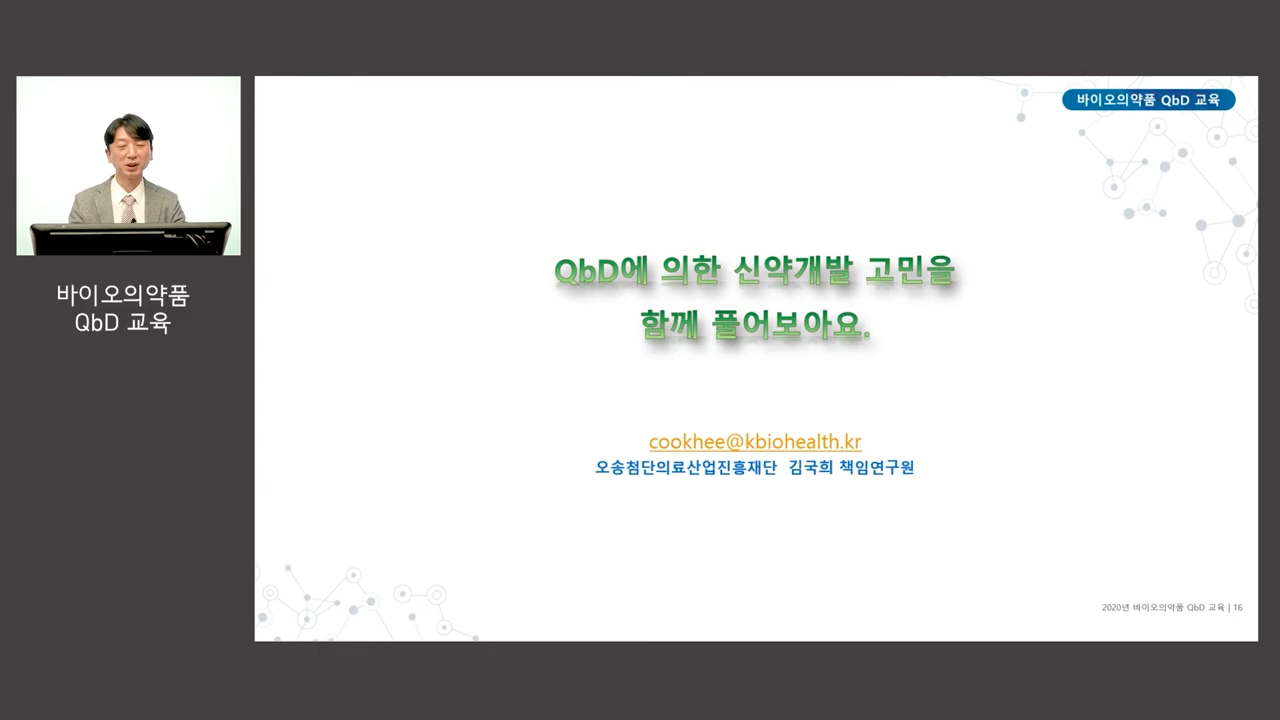 바이오의약품 QbD 교육
바이오의약품
QbD 교육
QbD에 의한 신약개발 고민을
함께 풀어보아요.
cookhee@kbiohealth.kr
오송첨단의료산업진흥재단 김국희 책임연구원
2020년 바이오의약품 QbD 교육 | 16